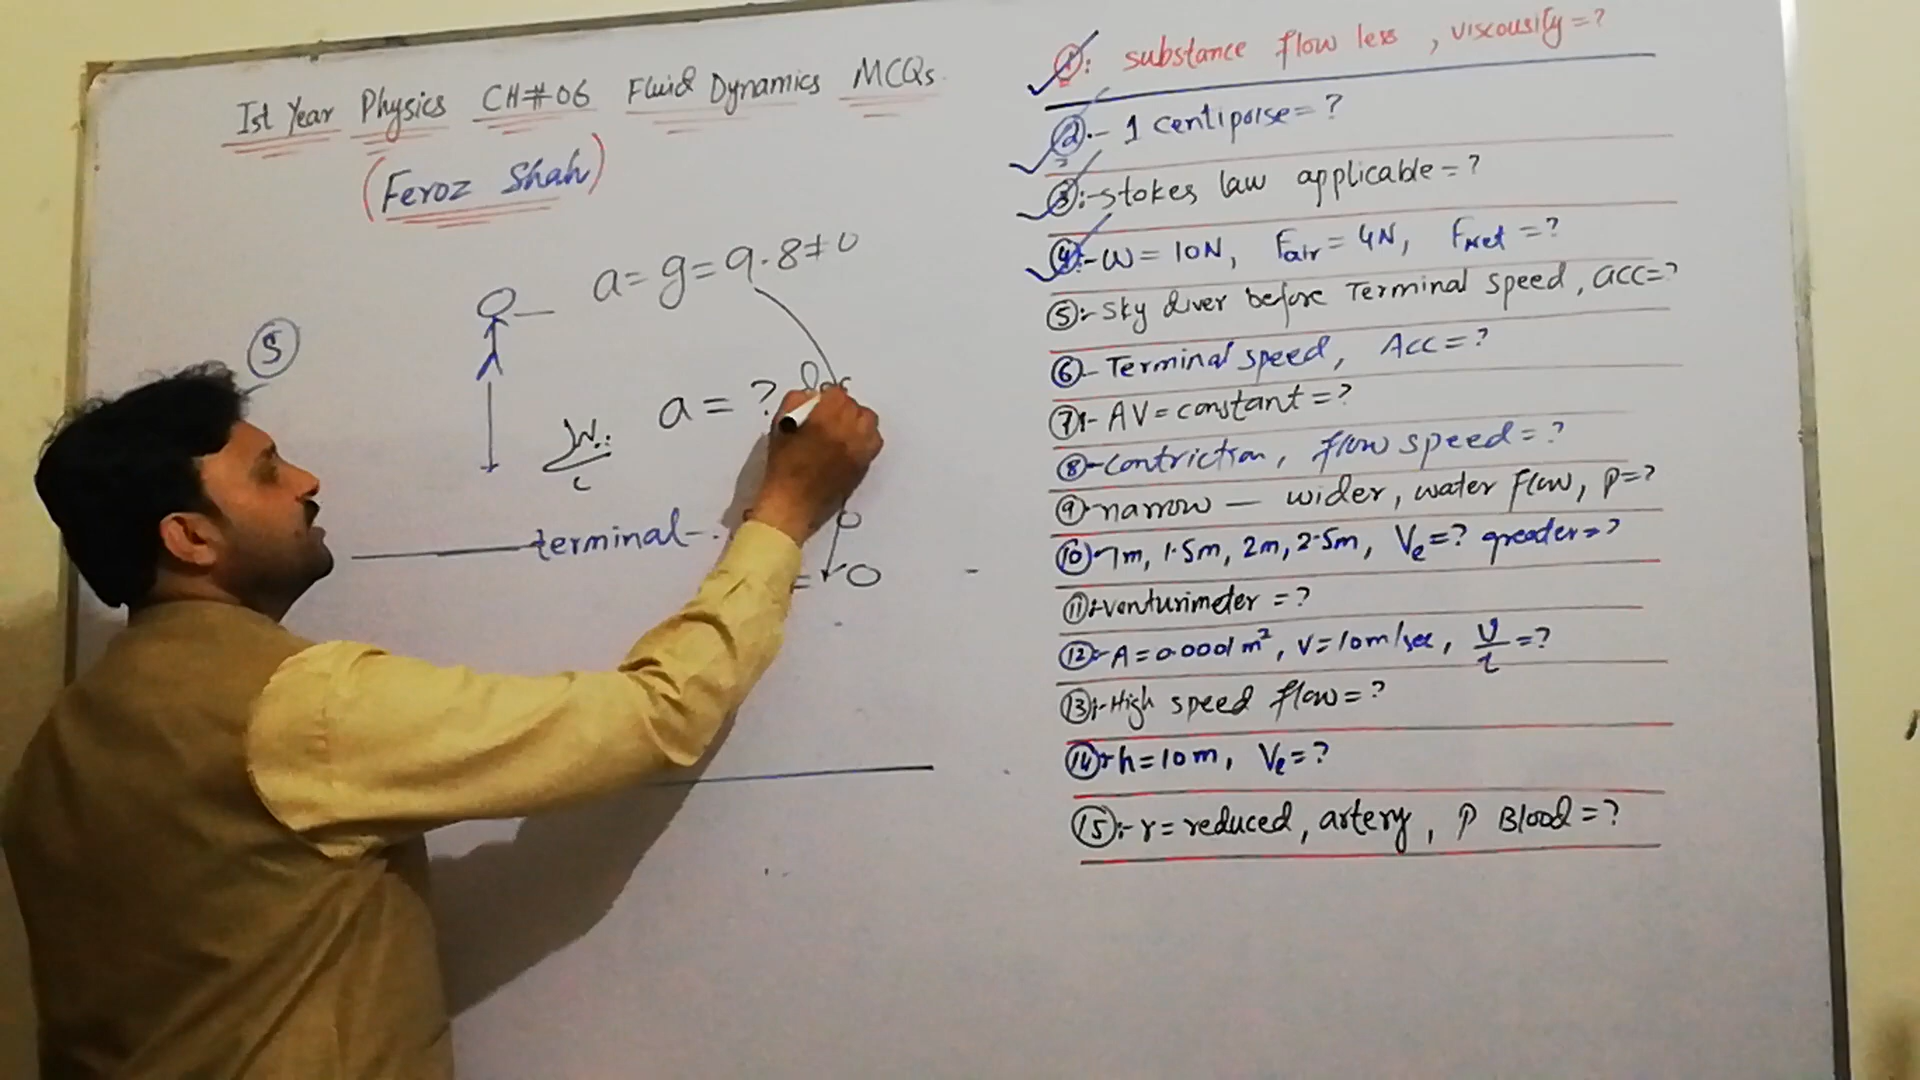 Ist Year Physics CH#06 Fluid Dynamics MCQs
(Feroz Shah)
5
a=g=9.8≠0
a=?
terminal
= 0
①: substance flow less, viscousity=?
②:- 1 centipoise=?
③:-stokes law applicable=?
④:-W=10N, Fair=4N, FNet=?
⑤:-Sky diver before Terminal speed, acc=?
⑥- Terminal speed, Acc=?
⑦:- AV=constant=?
⑧-contriction, flow speed=?
⑨-narrow — wider, water flow, P=?
⑩-1m, 1.5m, 2m, 2.5m, Ve=? greader=?
⑪:-venturimeter=?
⑫:-A=0.0001m², V=10m/sec, V/t=?
⑬:-High speed flow=?
⑭:-h=10m, Ve=?
⑮:-r=reduced, artery, P Blood=?